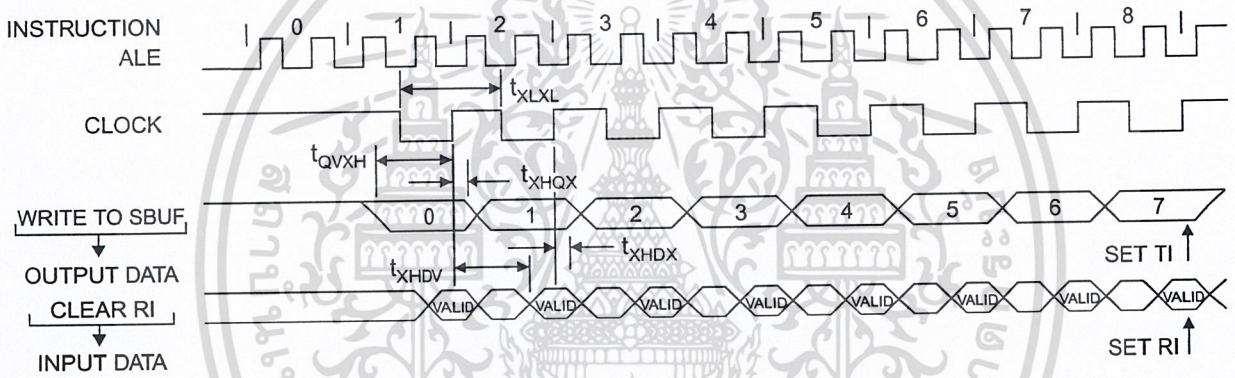 INSTRUCTION 0 1 2 3 4 5 6 7 8
ALE
tXLXL
CLOCK
tQVXH
tXHQX
WRITE TO SBUF
0 1 2 3 4 5 6 7
SET TI
OUTPUT DATA
tXHDX
tXHDV
CLEAR RI
VALID VALID VALID VALID VALID VALID VALID VALID
SET RI
INPUT DATA